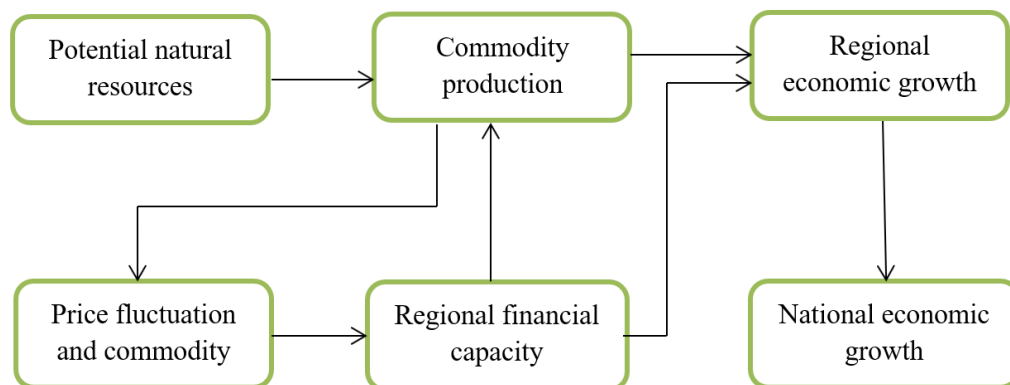 Potential natural
resources
Commodity
production
Regional
economic growth
Price fluctuation
and commodity
Regional financial
capacity
National economic
growth